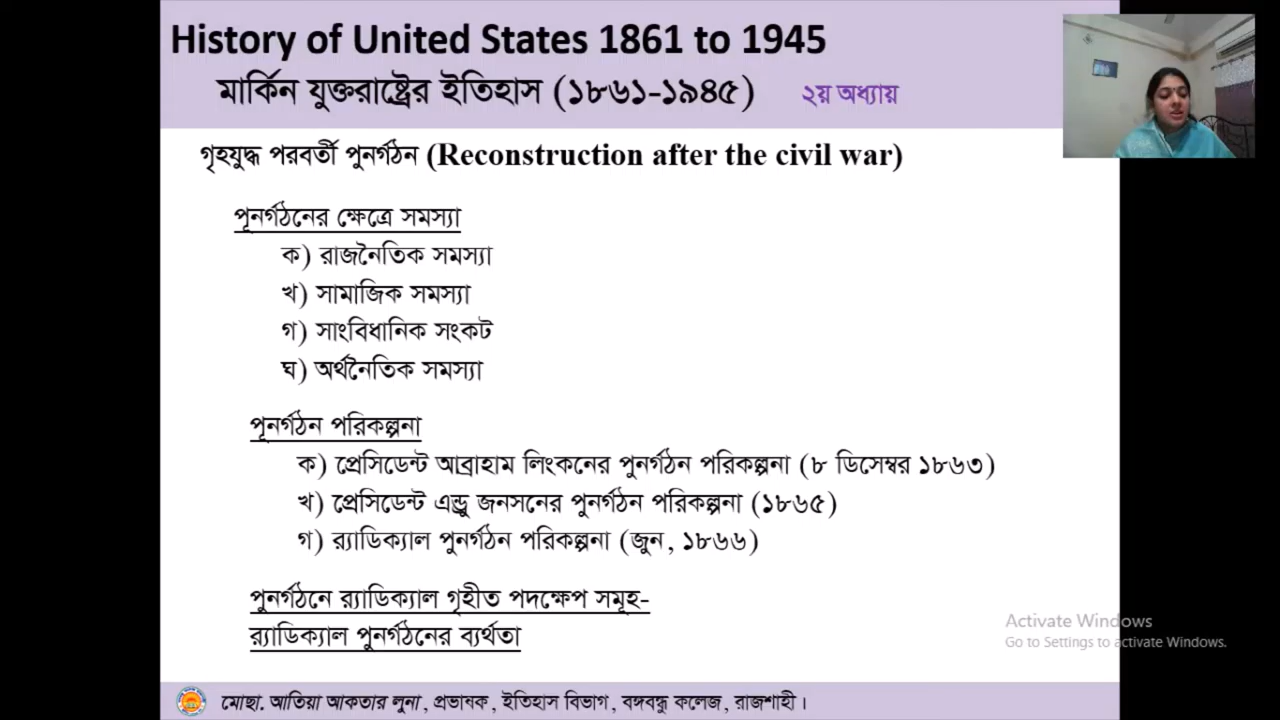 History of United States 1861 to 1945
মার্কিন যুক্তরাষ্ট্রের ইতিহাস (১৮৬১-১৯৪৫) ২য় অধ্যায়
গৃহযুদ্ধ পরবর্তী পুনর্গঠন (Reconstruction after the civil war)
পূনর্গঠনের ক্ষেত্রে সমস্যা
ক) রাজনৈতিক সমস্যা
খ) সামাজিক সমস্যা
গ) সাংবিধানিক সংকট
ঘ) অর্থনৈতিক সমস্যা
পূনর্গঠন পরিকল্পনা
ক) প্রেসিডেন্ট আব্রাহাম লিংকনের পুনর্গঠন পরিকল্পনা (৮ ডিসেম্বর ১৮৬৩)
খ) প্রেসিডেন্ট এন্ড্রু জনসনের পুনর্গঠন পরিকল্পনা (১৮৬৫)
গ) র‍্যাডিক্যাল পুনর্গঠন পরিকল্পনা (জুন, ১৮৬৬)
পুনর্গঠনে র‍্যাডিক্যাল গৃহীত পদক্ষেপ সমূহ-
র‍্যাডিক্যাল পুনর্গঠনের ব্যর্থতা
Activate Windows
Go to Settings to activate Windows.
মোছা. আতিয়া আকতার লুনা, প্রভাষক, ইতিহাস বিভাগ, বঙ্গবন্ধু কলেজ, রাজশাহী।